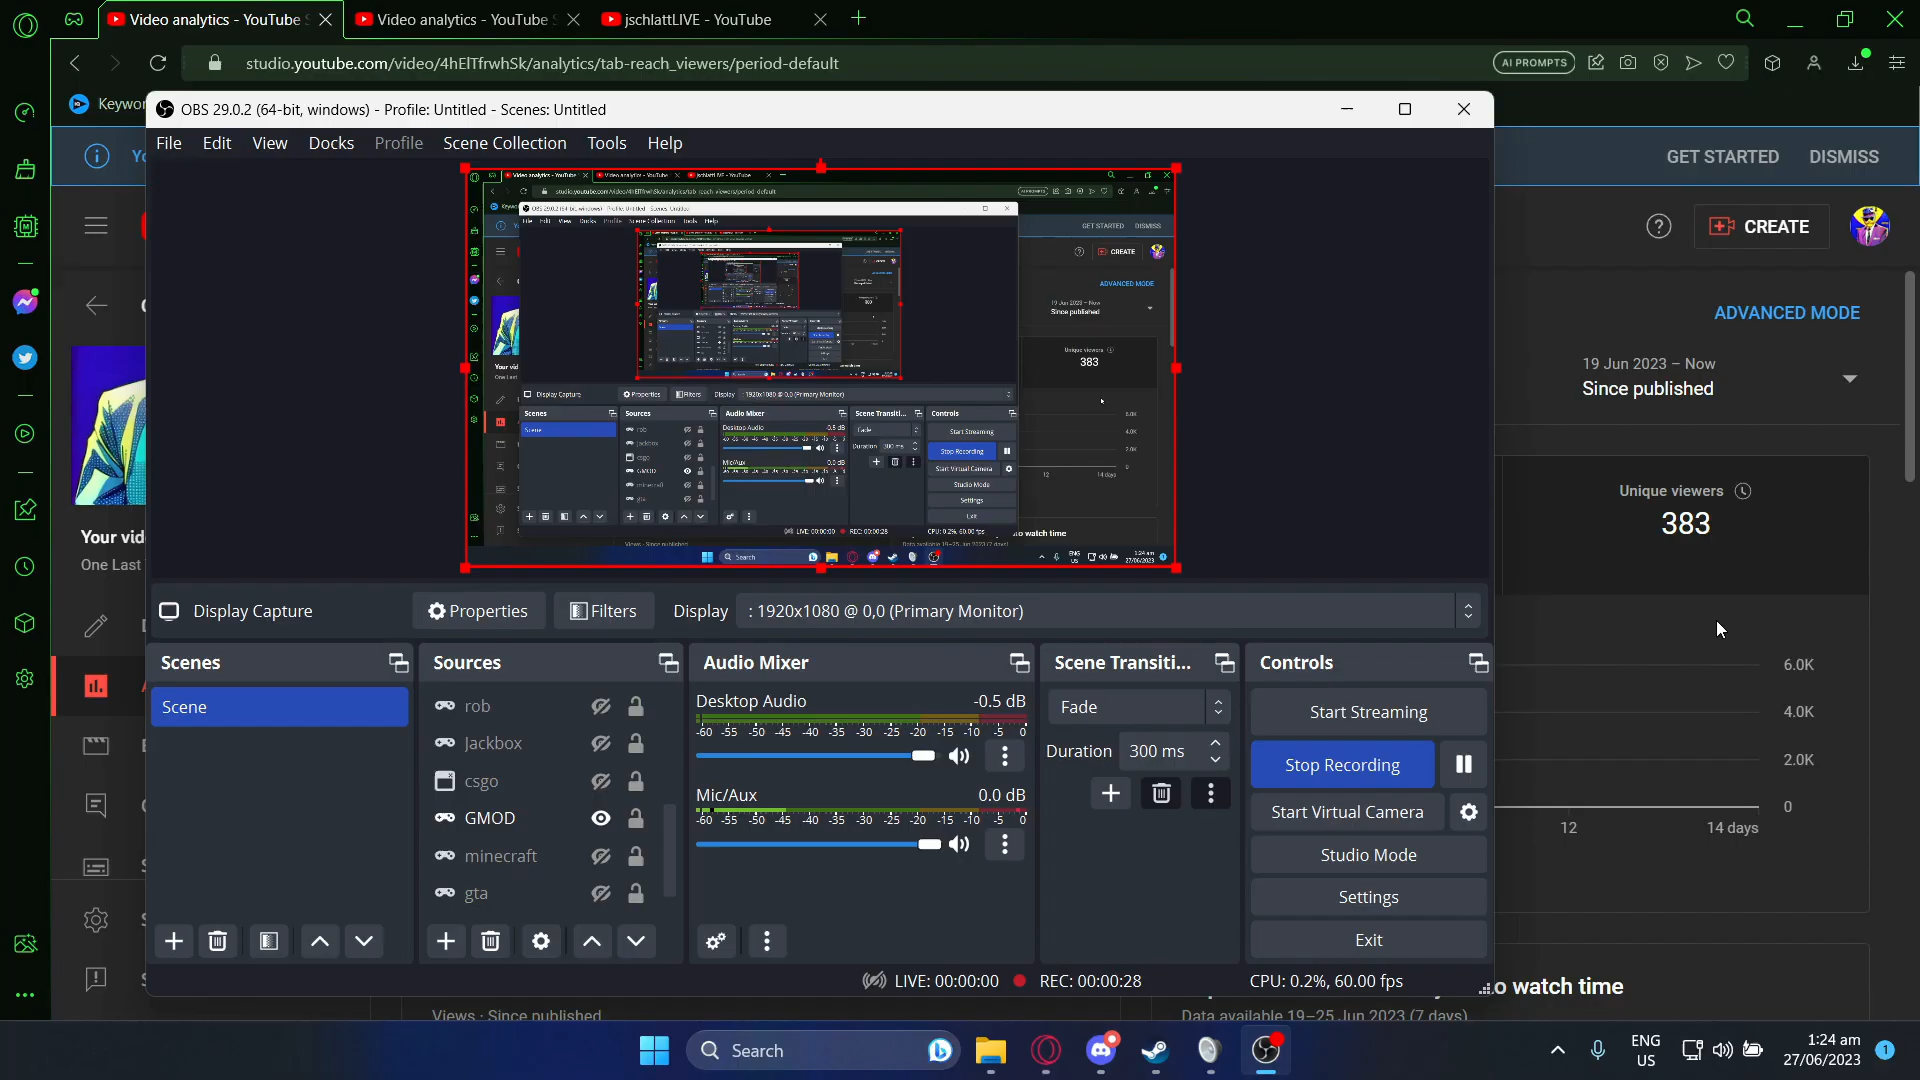 Video analytics - YouTube S
Video analytics - YouTube S
jschlattLIVE - YouTube
studio.youtube.com/video/4hElTfrwhSk/analytics/tab-reach_viewers/period-default
AI PROMPTS
Keywor
OBS 29.0.2 (64-bit, windows) - Profile: Untitled - Scenes: Untitled
File Edit View Docks Profile Scene Collection Tools Help
GET STARTED DISMISS
CREATE
ADVANCED MODE
19 Jun 2023 – Now
Since published
Unique viewers
383
6.0K
4.0K
2.0K
0
12
14 days
Your vid
One Last
Display Capture
Properties
Filters
Display
: 1920x1080 @ 0,0 (Primary Monitor)
Scenes
Scene
Sources
rob
Jackbox
csgo
GMOD
minecraft
gta
Audio Mixer
Desktop Audio -0.5 dB
-60 -55 -50 -45 -40 -35 -30 -25 -20 -15 -10 -5 0
Mic/Aux 0.0 dB
-60 -55 -50 -45 -40 -35 -30 -25 -20 -15 -10 -5 0
Scene Transiti...
Fade
Duration 300 ms
Controls
Start Streaming
Stop Recording
Start Virtual Camera
Studio Mode
Settings
Exit
LIVE: 00:00:00 REC: 00:00:28 CPU: 0.2%, 60.00 fps
o watch time
Views · Since published
Data available 19–25 Jun 2023 (7 days)
Search
ENG
US
1:24 am
27/06/2023
1